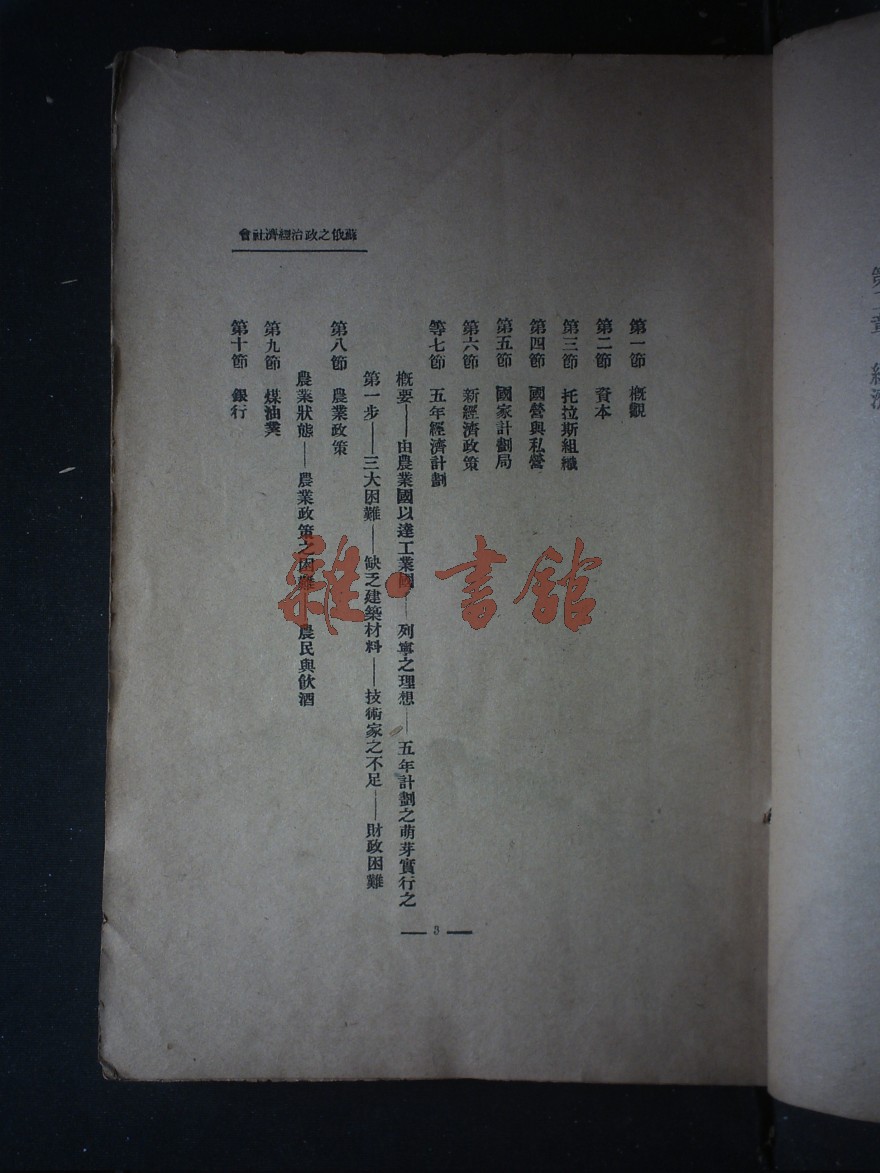 蘇俄之政治經濟社會
第一節　概觀
第二節　資本
第三節　托拉斯組織
第四節　國營與私營
第五節　國家計劃局
第六節　新經濟政策
等七節　五年經濟計劃
概要——由農業國以達工業國——列寧之理想——五年計劃之萌芽實行之
第一步——三大困難——缺乏建築材料——技術家之不足——財政困難
第八節　農業政策
農業狀態——農業政策之困難——農民與飲酒
第九節　煤油業
第十節　銀行
— 3 —
雜·書館